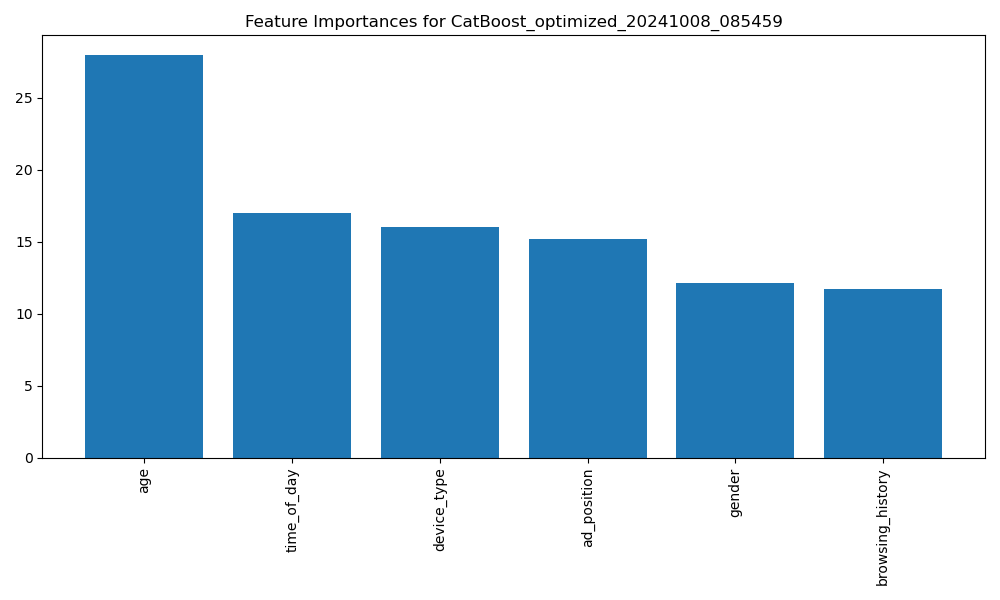 Feature Importances for CatBoost_optimized_20241008_085459
25
20
15
10
5
0
age
time_of_day
device_type
ad_position
gender
browsing_history